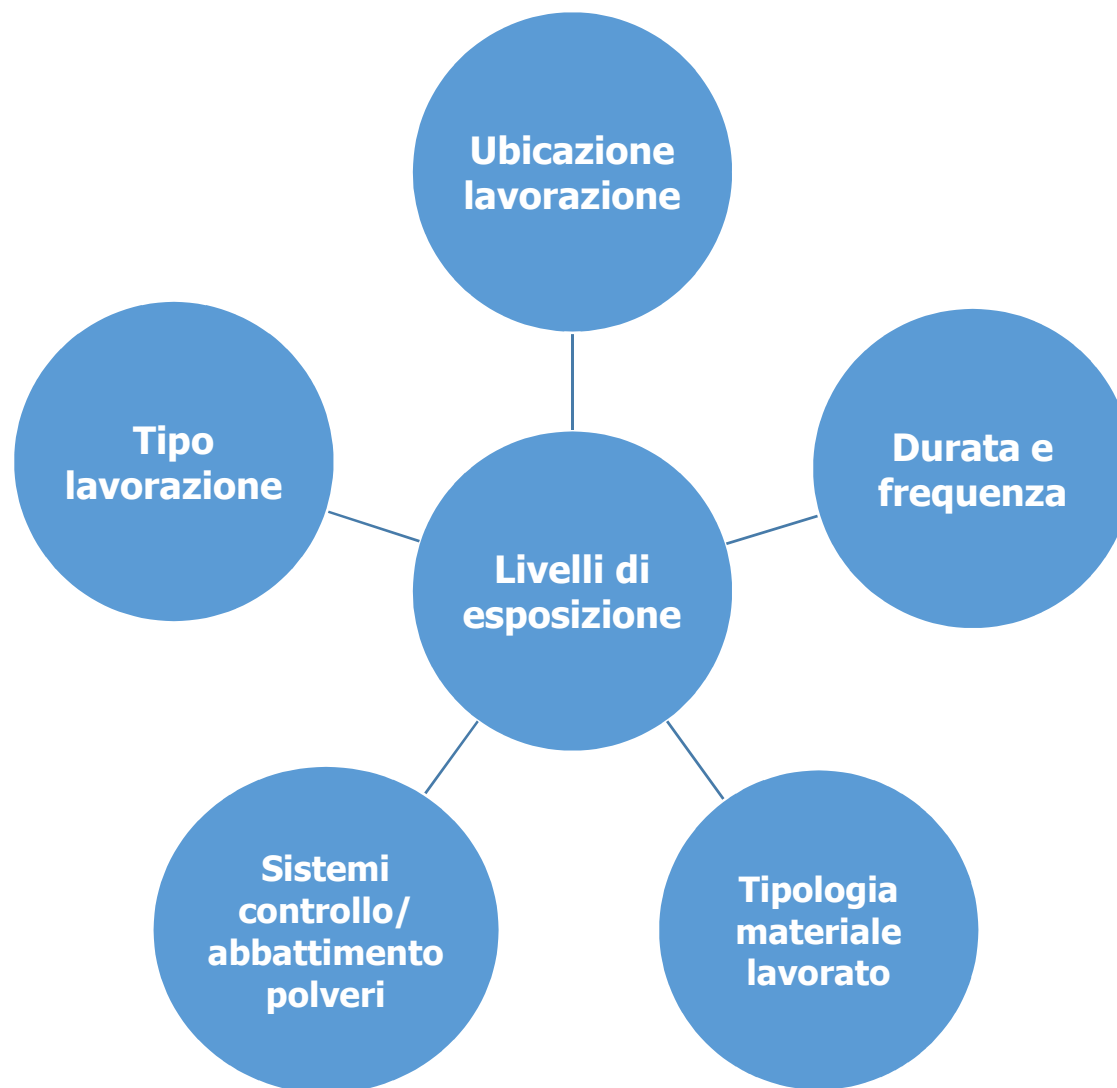 Ubicazione
lavorazione
Tipo
lavorazione
Durata e
frequenza
Livelli di
esposizione
Sistemi
controllo/
abbattimento
polveri
Tipologia
materiale
lavorato